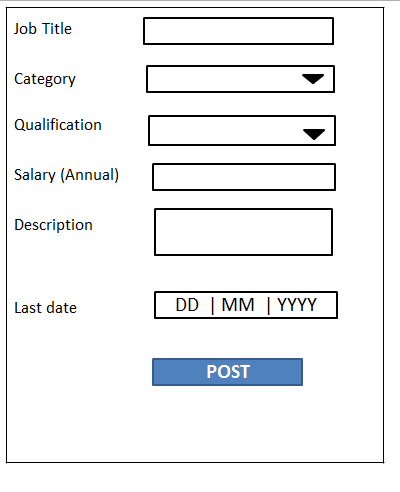 Job Title
Category
Qualification
Salary (Annual)
Description
Last date
DD | MM | YYYY
POST